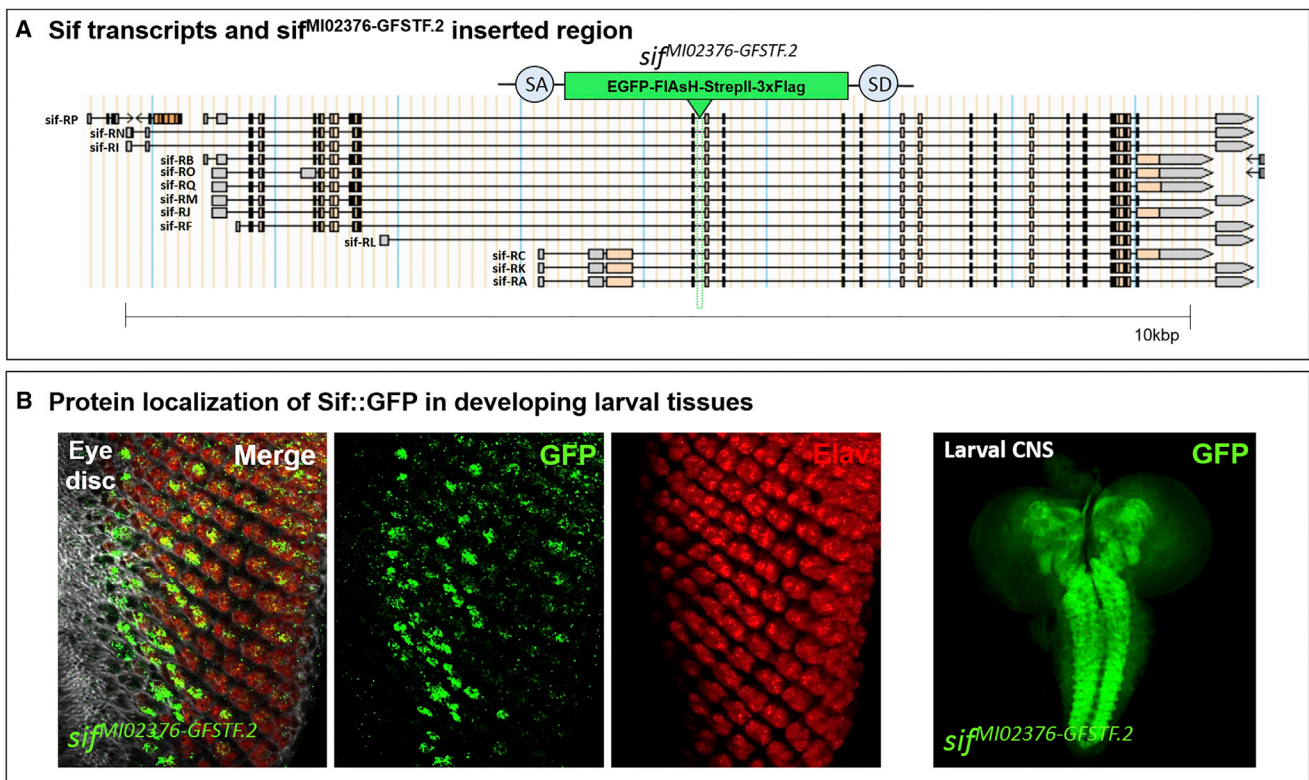 A Sif transcripts and sif^MI02376-GFSTF.2 inserted region
sif^MI02376-GFSTF.2
SA EGFP-FlAsH-StrepII-3xFlag SD
sif-RP
sif-RN
sif-RI
sif-RB
sif-RO
sif-RQ
sif-RM
sif-RJ
sif-RF
sif-RL
sif-RC
sif-RK
sif-RA
10kbp
B Protein localization of Sif::GFP in developing larval tissues
Eye disc
Merge
sif^MI02376-GFSTF.2
GFP
Elav
Larval CNS
GFP
sif^MI02376-GFSTF.2